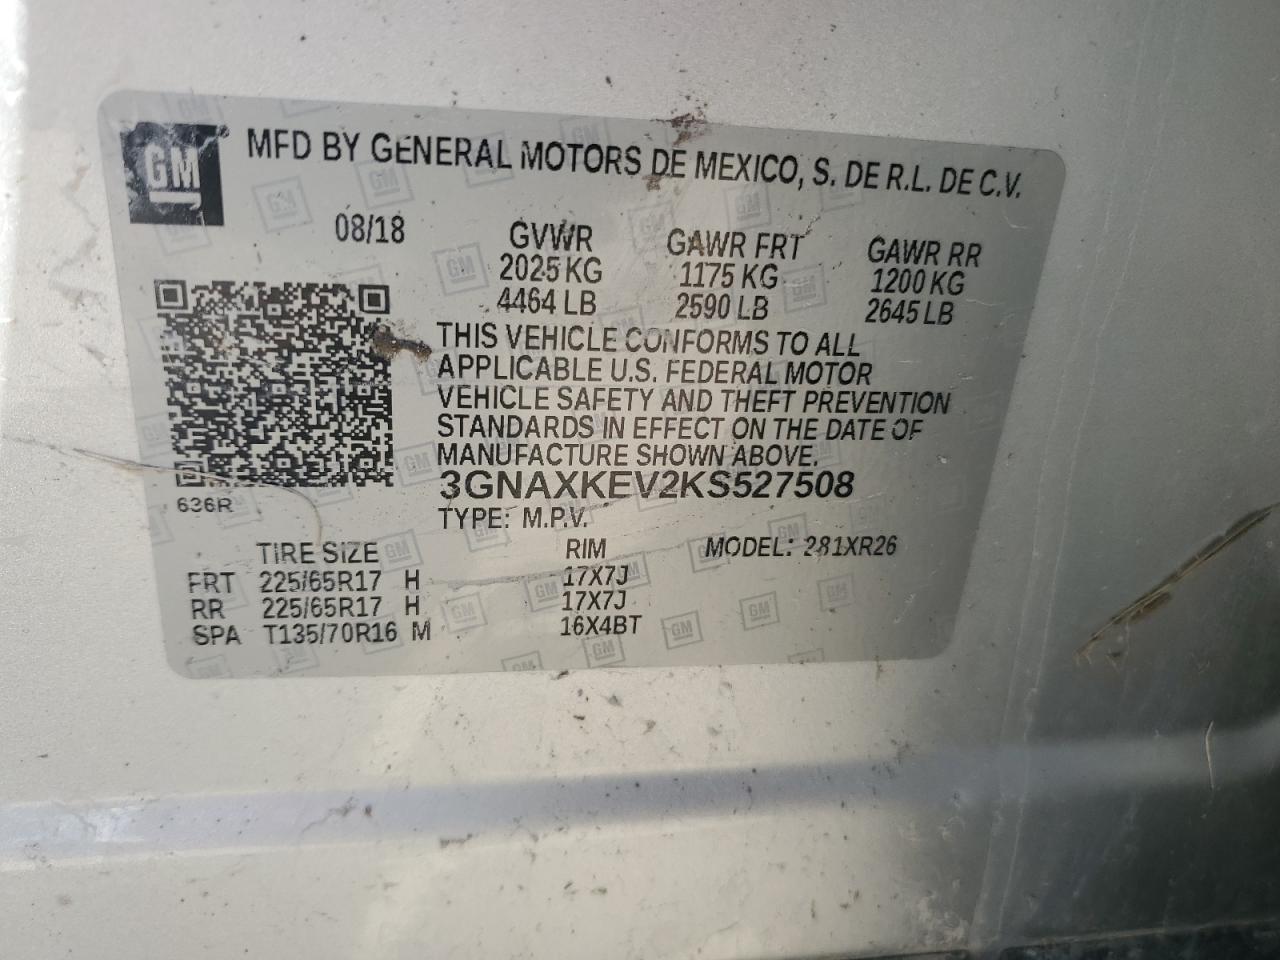 GM
MFD BY GENERAL MOTORS DE MEXICO, S. DE R.L. DE C.V.
08/18 GVWR GAWR FRT GAWR RR
2025 KG 1175 KG 1200 KG
4464 LB 2590 LB 2645 LB
THIS VEHICLE CONFORMS TO ALL
APPLICABLE U.S. FEDERAL MOTOR
VEHICLE SAFETY AND THEFT PREVENTION
STANDARDS IN EFFECT ON THE DATE OF
MANUFACTURE SHOWN ABOVE.
3GNAXKEV2KS527508
636R
TYPE: M.P.V.
TIRE SIZE RIM MODEL: 281XR26
FRT 225/65R17 H 17X7J
RR 225/65R17 H 17X7J
SPA T135/70R16 M 16X4BT